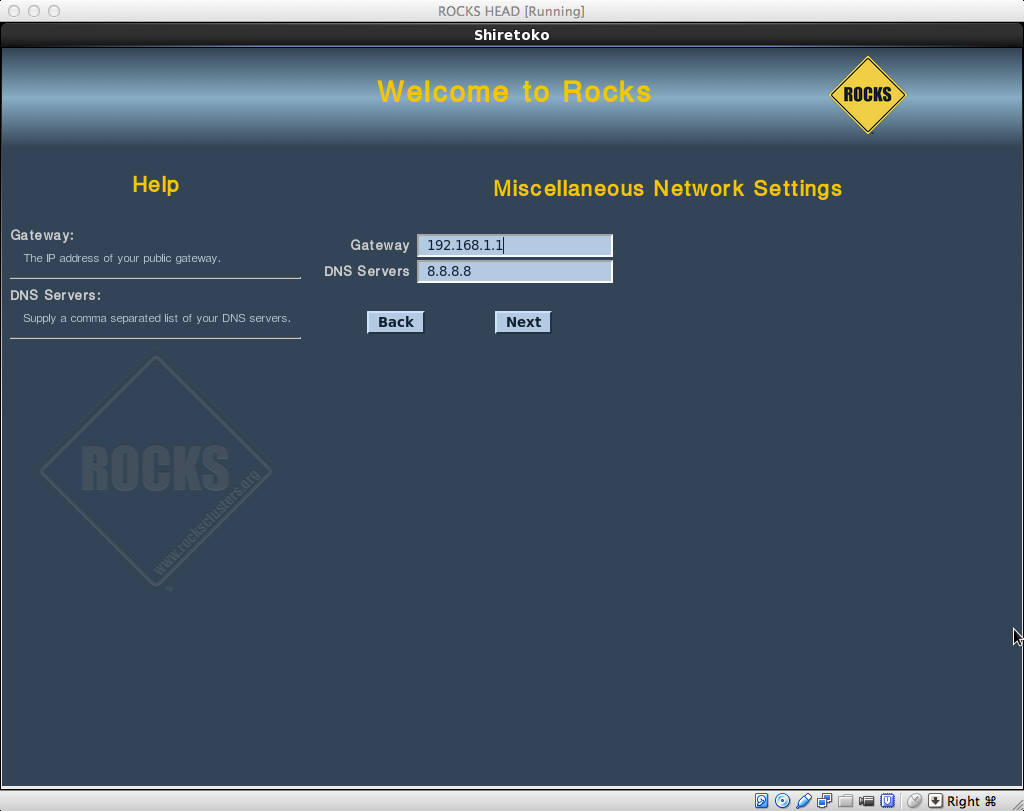 ROCKS HEAD [Running]
Shiretoko
Welcome to Rocks
ROCKS
Help
Gateway:
The IP address of your public gateway.
DNS Servers:
Supply a comma separated list of your DNS servers.
ROCKS
www.rocksclusters.org
Miscellaneous Network Settings
Gateway 192.168.1.1
DNS Servers 8.8.8.8
Back Next
Right ⌘